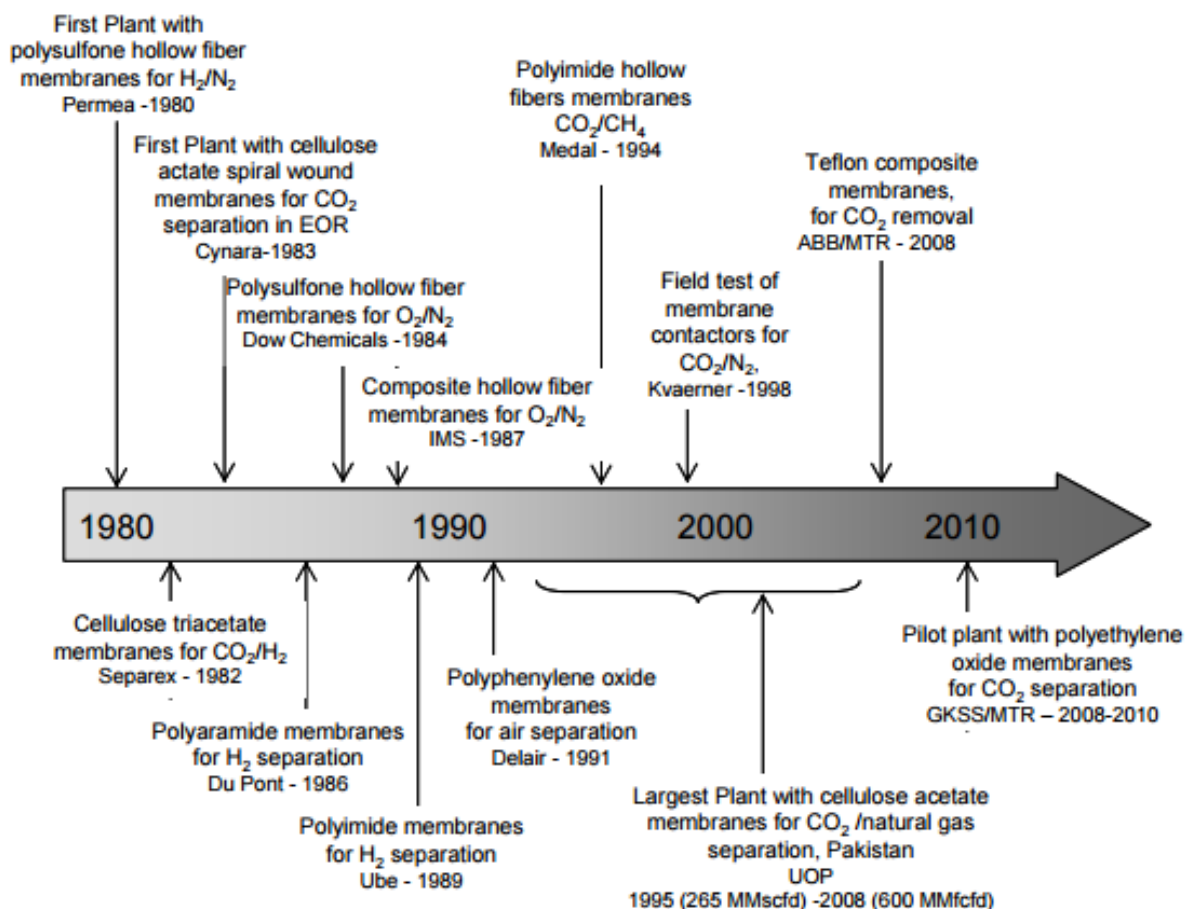 First Plant with
polysulfone hollow fiber
membranes for H₂/N₂
Permea -1980
First Plant with cellulose
actate spiral wound
membranes for CO₂
separation in EOR
Cynara-1983
Polysulfone hollow fiber
membranes for O₂/N₂
Dow Chemicals -1984
Composite hollow fiber
membranes for O₂/N₂
IMS -1987
Polyimide hollow
fibers membranes
CO₂/CH₄
Medal - 1994
Field test of
membrane
contactors for
CO₂/N₂,
Kvaerner -1998
Teflon composite
membranes,
for CO₂ removal
ABB/MTR - 2008
1980 1990 2000 2010
Cellulose triacetate
membranes for CO₂/H₂
Separex - 1982
Polyaramide membranes
for H₂ separation
Du Pont - 1986
Polyimide membranes
for H₂ separation
Ube - 1989
Polyphenylene oxide
membranes
for air separation
Delair - 1991
Largest Plant with cellulose acetate
membranes for CO₂ /natural gas
separation, Pakistan
UOP
1995 (265 MMscfd) -2008 (600 MMfcfd)
Pilot plant with polyethylene
oxide membranes
for CO₂ separation
GKSS/MTR – 2008-2010